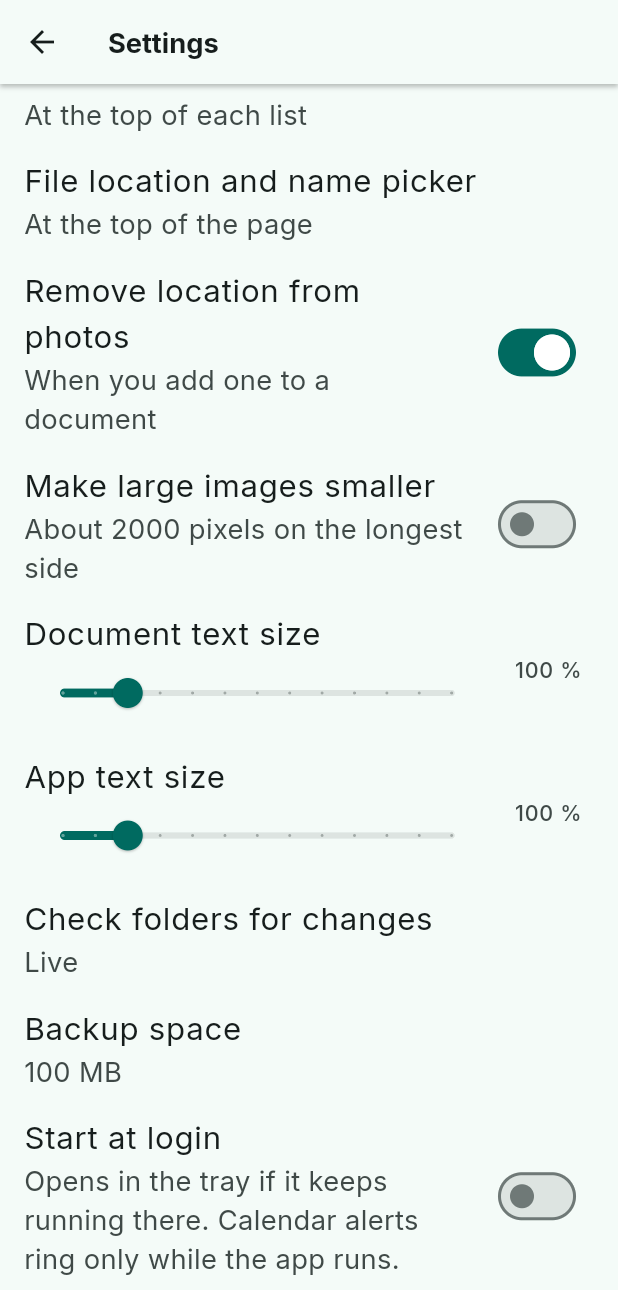 Settings
At the top of each list
File location and name picker
At the top of the page
Remove location from
photos
When you add one to a
document
Make large images smaller
About 2000 pixels on the longest
side
Document text size
100 %
App text size
100 %
Check folders for changes
Live
Backup space
100 MB
Start at login
Opens in the tray if it keeps
running there. Calendar alerts
ring only while the app runs.